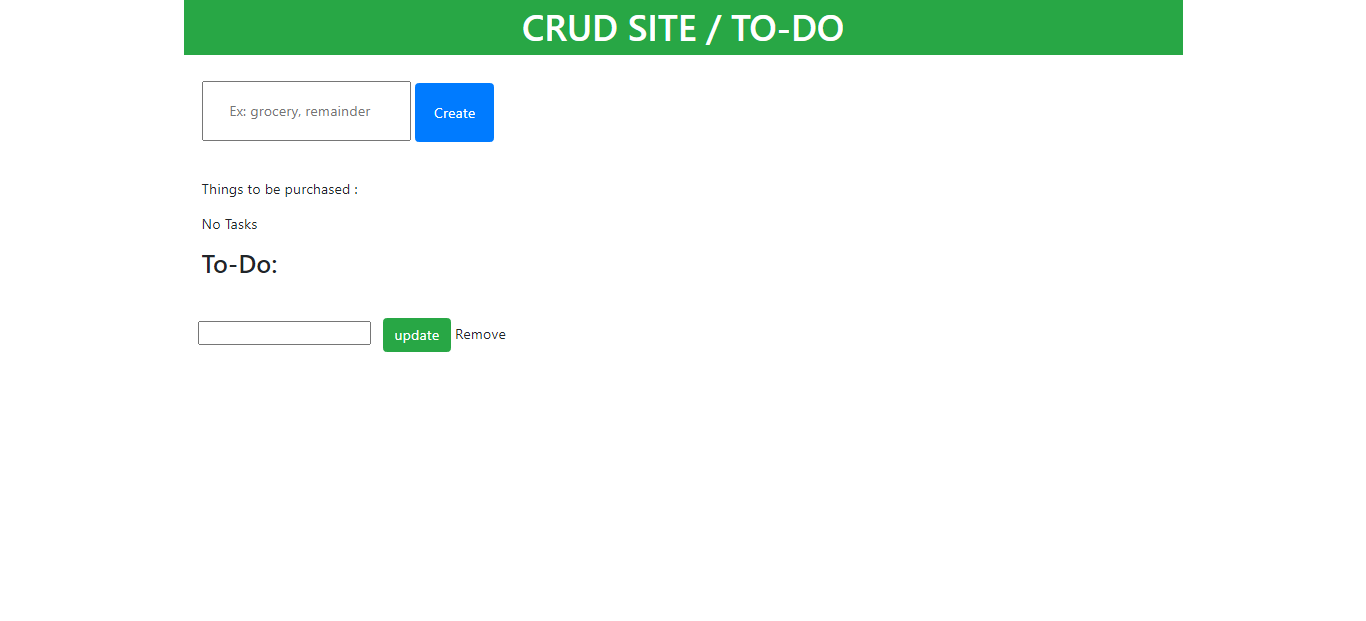 CRUD SITE / TO-DO
Ex: grocery, remainder Create
Things to be purchased :
No Tasks
To-Do:
update Remove